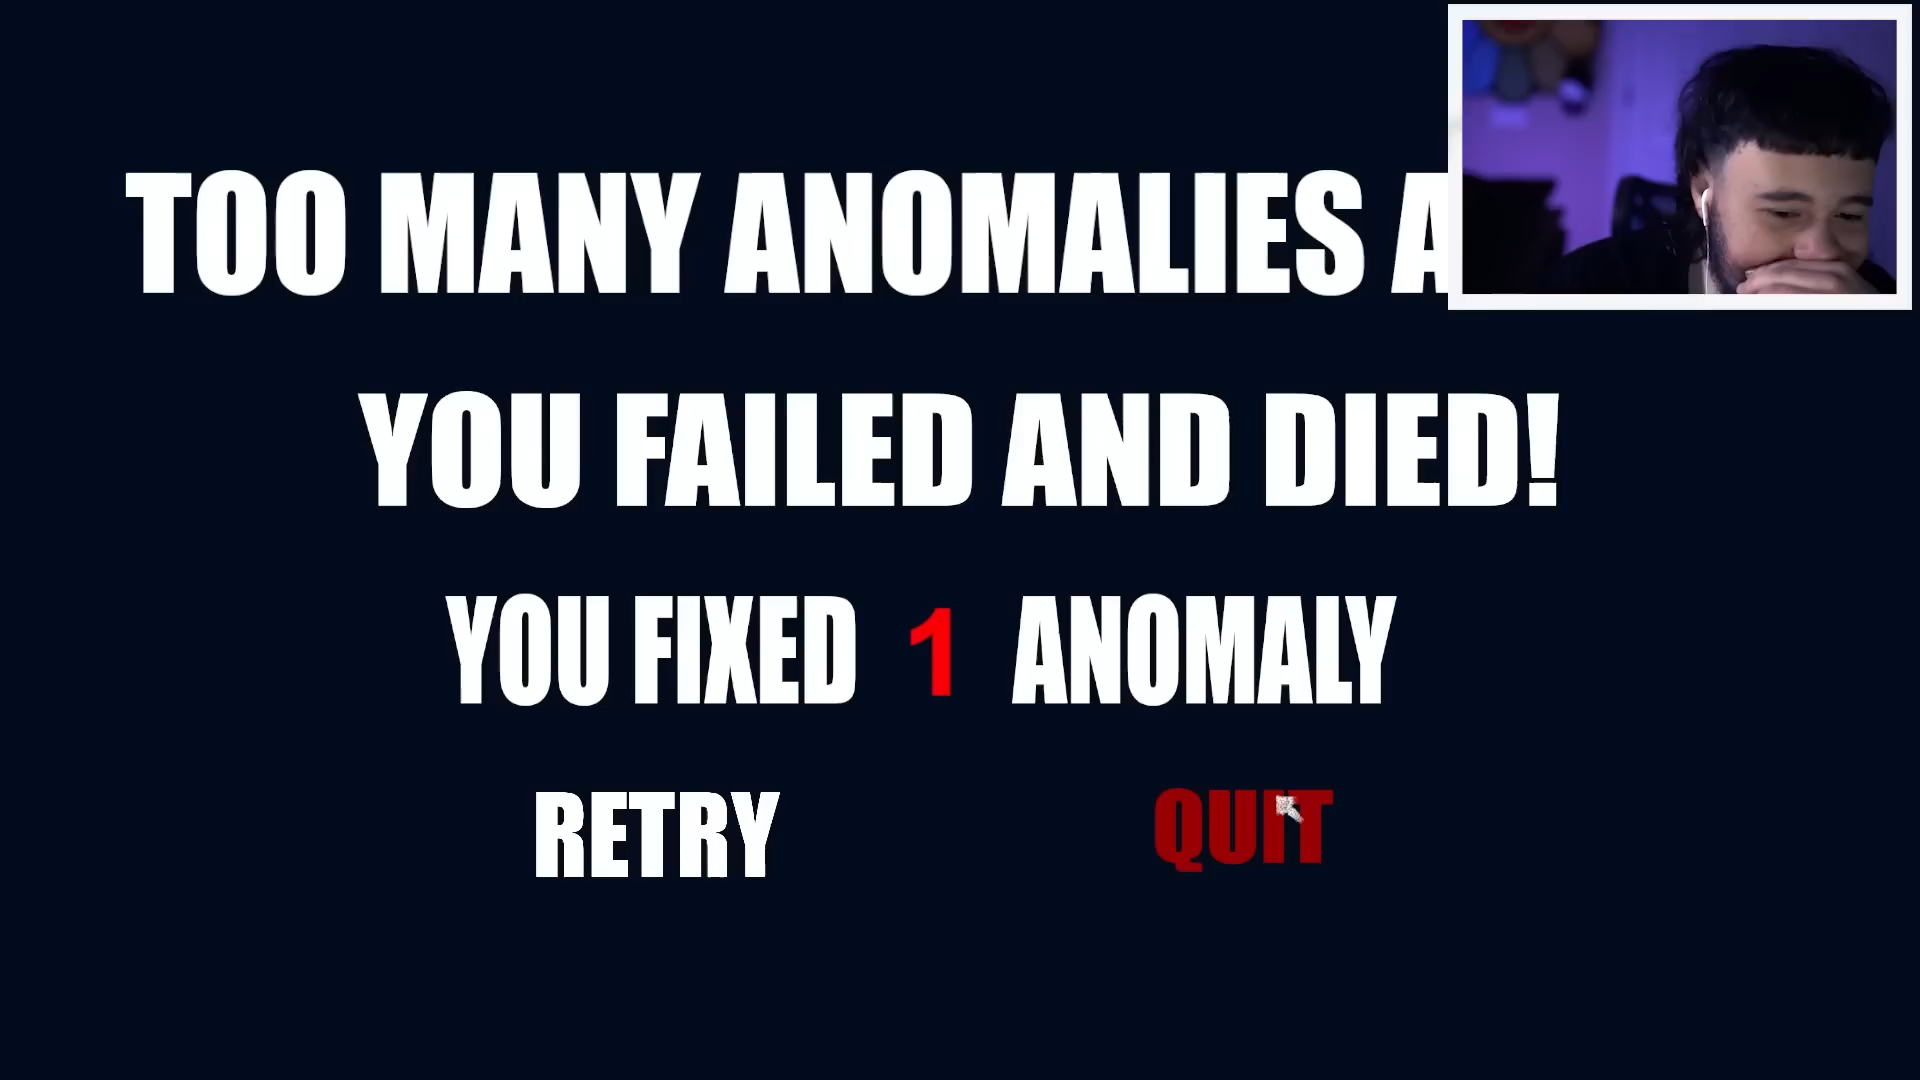 TOO MANY ANOMALIES
YOU FAILED AND DIED!
YOU FIXED 1 ANOMALY
RETRY QUIT